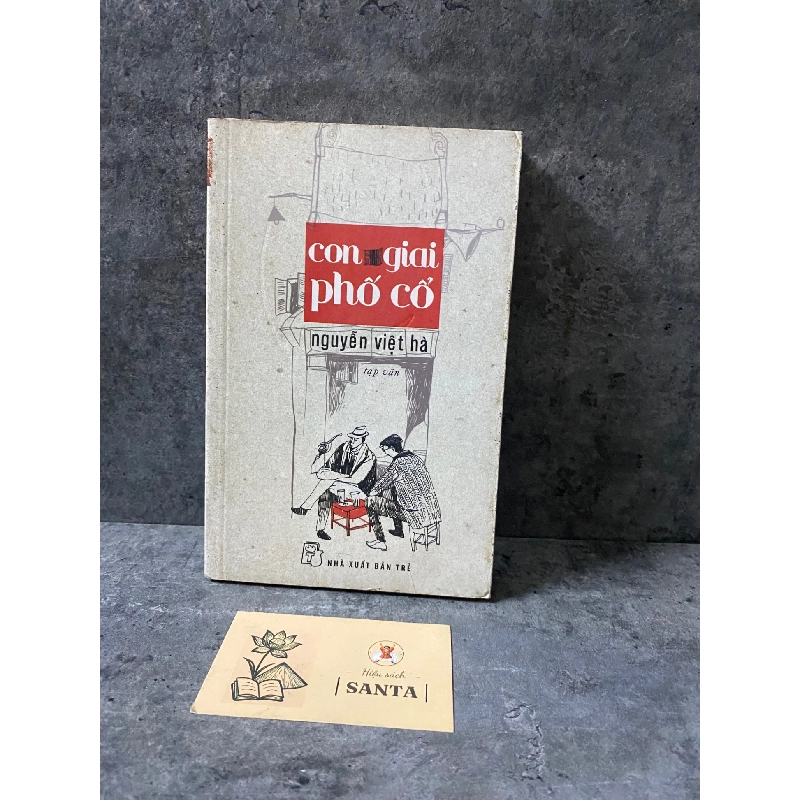 con giai
phố cổ
nguyễn việt hà
tạp văn
NHÀ XUẤT BẢN TRẺ
Hiệu sách
SANTA